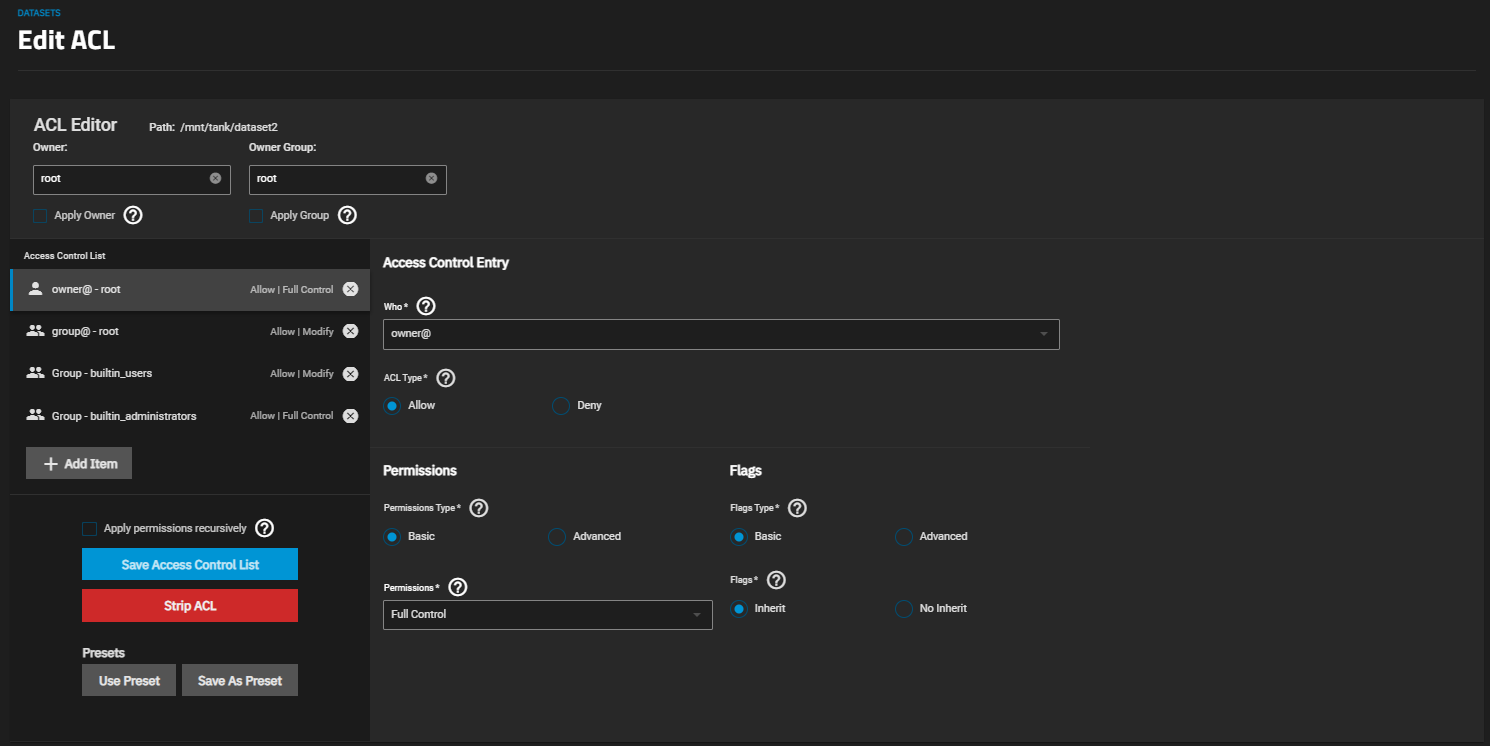 DATASETS
Edit ACL
ACL Editor Path: /mnt/tank/dataset2
Owner: Owner Group:
root root
Apply Owner ? Apply Group ?
Access Control List
owner@ - root Allow | Full Control
group@ - root Allow | Modify
Group - builtin_users Allow | Modify
Group - builtin_administrators Allow | Full Control
+ Add Item
Apply permissions recursively ?
Save Access Control List
Strip ACL
Presets
Use Preset Save As Preset
Access Control Entry
Who * ?
owner@
ACL Type * ?
Allow Deny
Permissions
Permissions Type * ?
Basic Advanced
Permissions * ?
Full Control
Flags
Flags Type * ?
Basic Advanced
Flags * ?
Inherit No Inherit